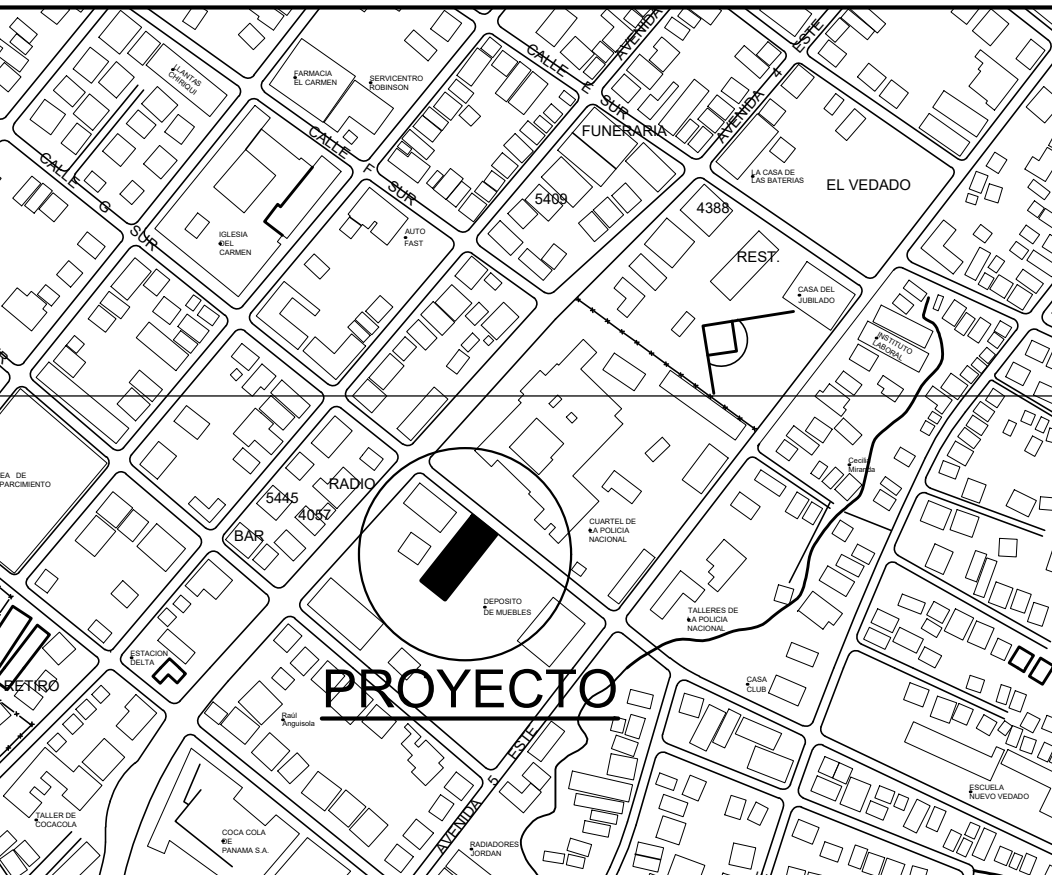 CALLE E SUR
AVENIDA
AVENIDA 4 ESTE
LLANTAS
CHIRIQUI
FARMACIA
EL CARMEN
SERVICENTRO
ROBINSON
FUNERARIA
CALLE F SUR
LA CASA DE
LAS BATERIAS
EL VEDADO
CALLE G SUR
5409
4388
IGLESIA
DEL
CARMEN
AUTO
FAST
REST.
CASA DEL
JUBILADO
INSTITUTO
LABORAL
EA DE
PARCIMIENTO
RADIO
5445
4057
BAR
Cecilia
Miranda
CUARTEL DE
LA POLICIA
NACIONAL
DEPOSITO
DE MUEBLES
TALLERES DE
LA POLICIA
NACIONAL
ESTACION
DELTA
RETIRO
PROYECTO
CASA
CLUB
Raúl
Anguisola
AVENIDA 5 ESTE
ESCUELA
NUEVO VEDADO
TALLER DE
COCACOLA
COCA COLA
DE
PANAMA S.A.
RADIADORES
JORDAN